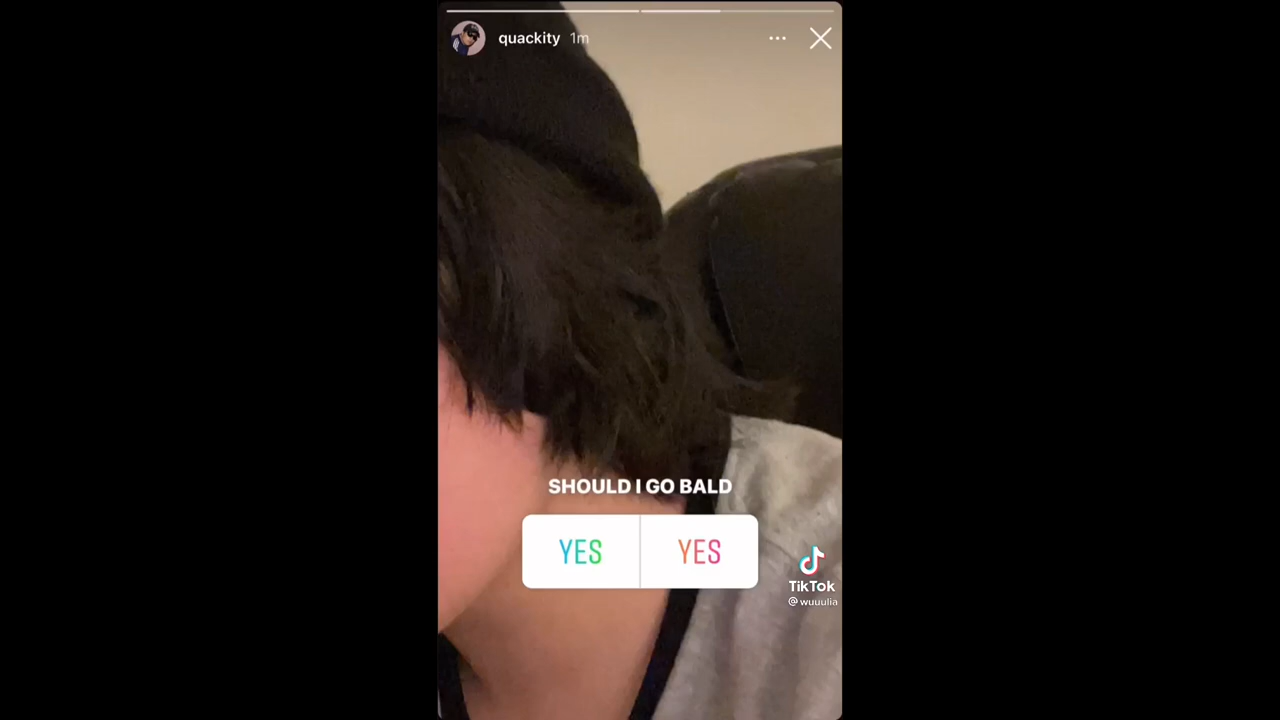 quackity 1m
SHOULD I GO BALD
YES YES
TikTok
@wuuulia